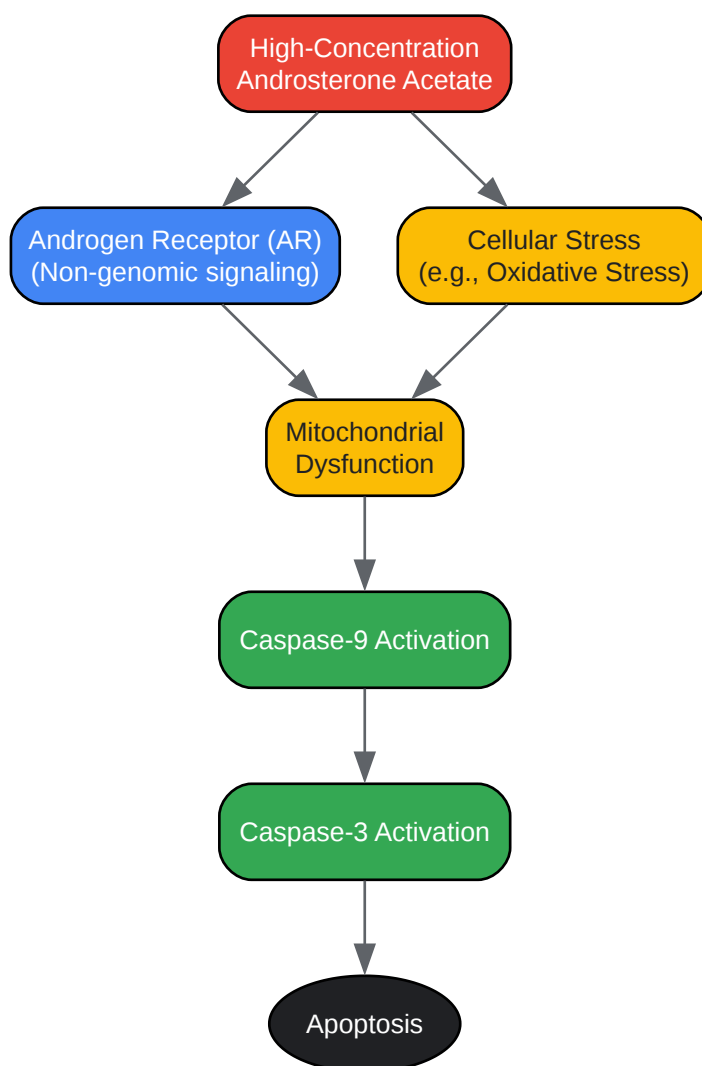 High-Concentration
Androsterone Acetate
Androgen Receptor (AR)
(Non-genomic signaling)
Cellular Stress
(e.g., Oxidative Stress)
Mitochondrial
Dysfunction
Caspase-9 Activation
Caspase-3 Activation
Apoptosis